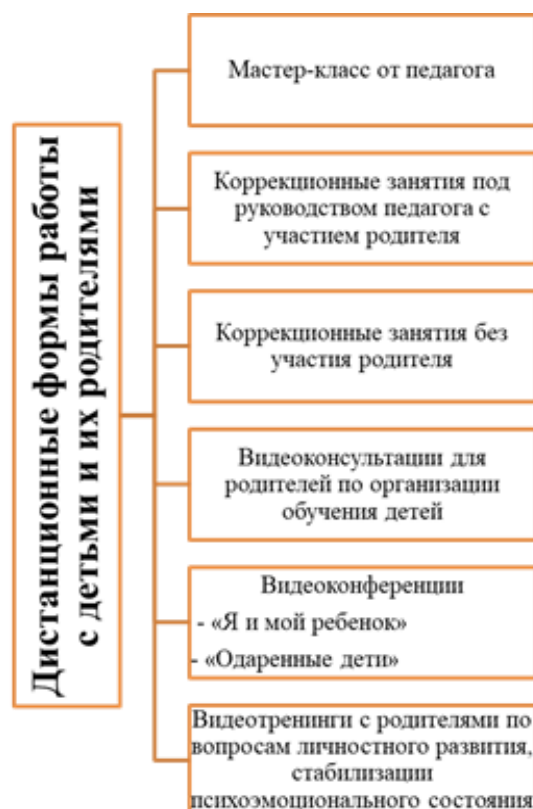 Дистанционные формы работы
с детьми и их родителями
Мастер-класс от педагога
Коррекционные занятия под
руководством педагога с
участием родителя
Коррекционные занятия без
участия родителя
Видеоконсультации для
родителей по организации
обучения детей
Видеоконференции
- «Я и мой ребенок»
- «Одаренные дети»
Видеотренинги с родителями по
вопросам личностного развития,
стабилизации
психоэмоционального состояния